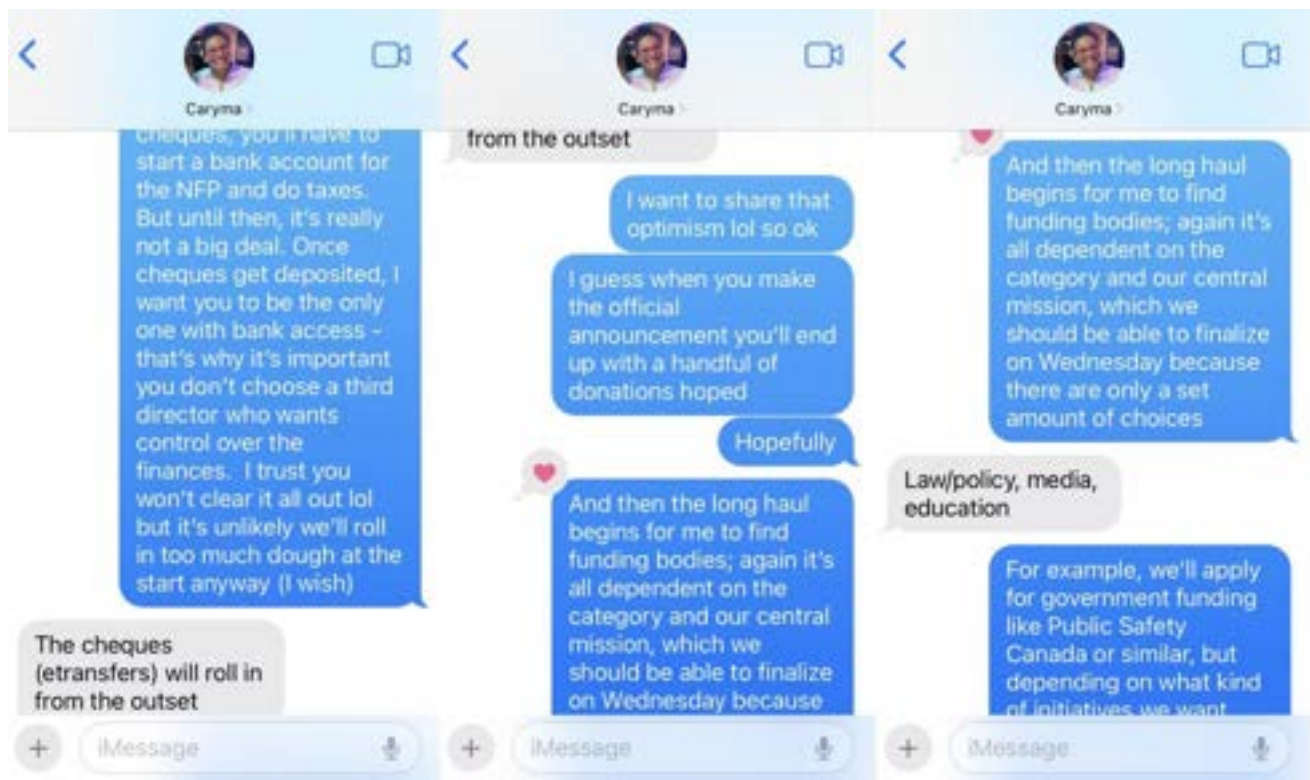 Caryma
cheques, you'll have to
start a bank account for
the NFP and do taxes.
But until then, it's really
not a big deal. Once
cheques get deposited, I
want you to be the only
one with bank access -
that's why it's important
you don't choose a third
director who wants
control over the
finances. I trust you
won't clear it all out lol
but it's unlikely we'll roll
in too much dough at the
start anyway (I wish)
The cheques
(etransfers) will roll in
from the outset
iMessage
Caryma
from the outset
I want to share that
optimism lol so ok
I guess when you make
the official
announcement you'll end
up with a handful of
donations hoped
Hopefully
And then the long haul
begins for me to find
funding bodies; again it's
all dependent on the
category and our central
mission, which we
should be able to finalize
on Wednesday because
iMessage
Caryma
And then the long haul
begins for me to find
funding bodies; again it's
all dependent on the
category and our central
mission, which we
should be able to finalize
on Wednesday because
there are only a set
amount of choices
Law/policy, media,
education
For example, we'll apply
for government funding
like Public Safety
Canada or similar, but
depending on what kind
of initiatives we want
iMessage